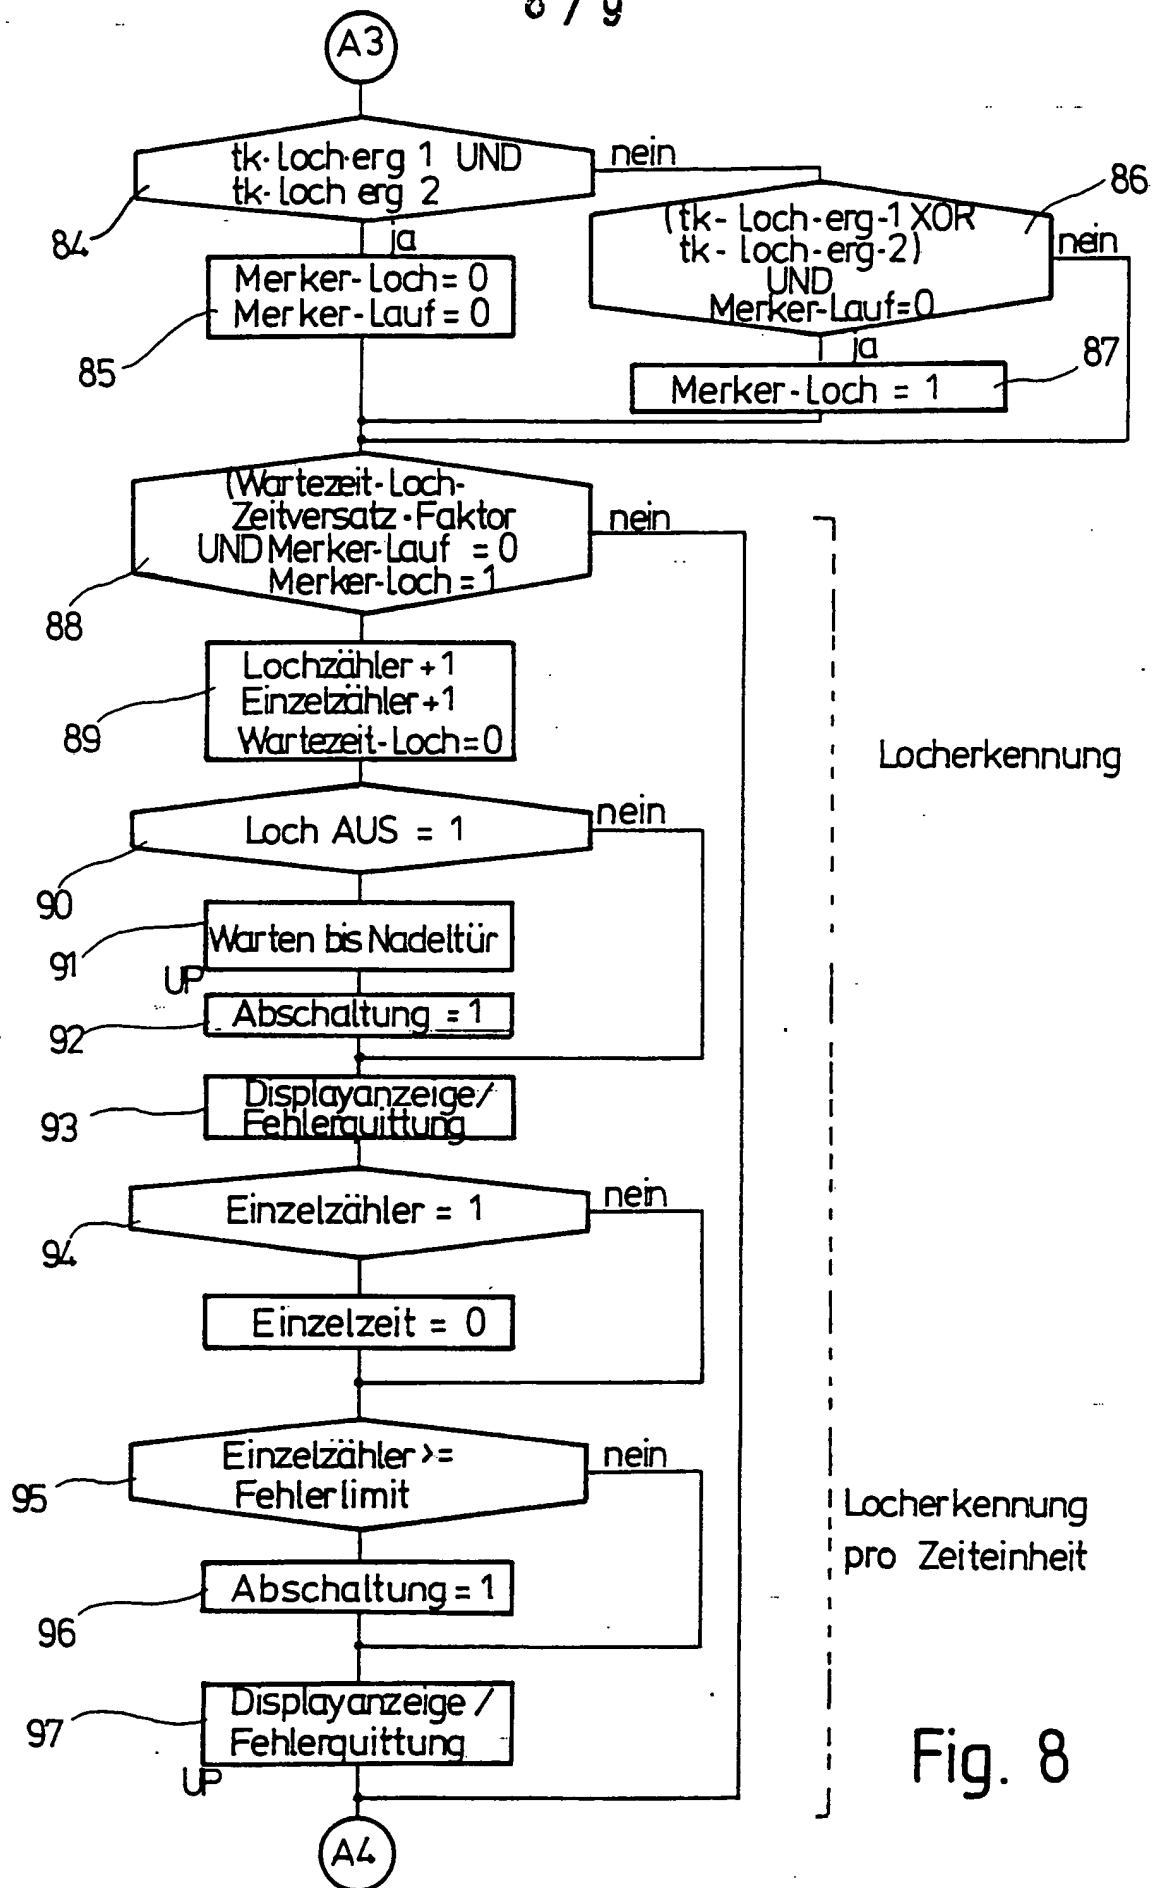 8/9
A3
tk-Loch-erg 1 UND
tk-loch erg 2
nein
84
ja
86
(tk-Loch-erg-1 XOR
tk-Loch-erg-2)
UND
Merker-Lauf=0
nein
Merker-Loch=0
Merker-Lauf=0
85
ja
87
Merker-Loch = 1
(Wartezeit-Loch-
Zeitversatz-Faktor
UND Merker-Lauf = 0
Merker-Loch = 1
nein
88
Lochzähler+1
Einzelzähler+1
Wartezeit-Loch=0
89
Locherkennung
Loch AUS = 1
nein
90
Warten bis Nadeltür
91
UP
Abschaltung = 1
92
Displayanzeige/
Fehlerquittung
93
Einzelzähler = 1
nein
94
Einzelzeit = 0
Einzelzähler >=
Fehlerlimit
nein
95
Locherkennung
pro Zeiteinheit
Abschaltung = 1
96
Displayanzeige /
Fehlerquittung
97
UP
Fig. 8
A4